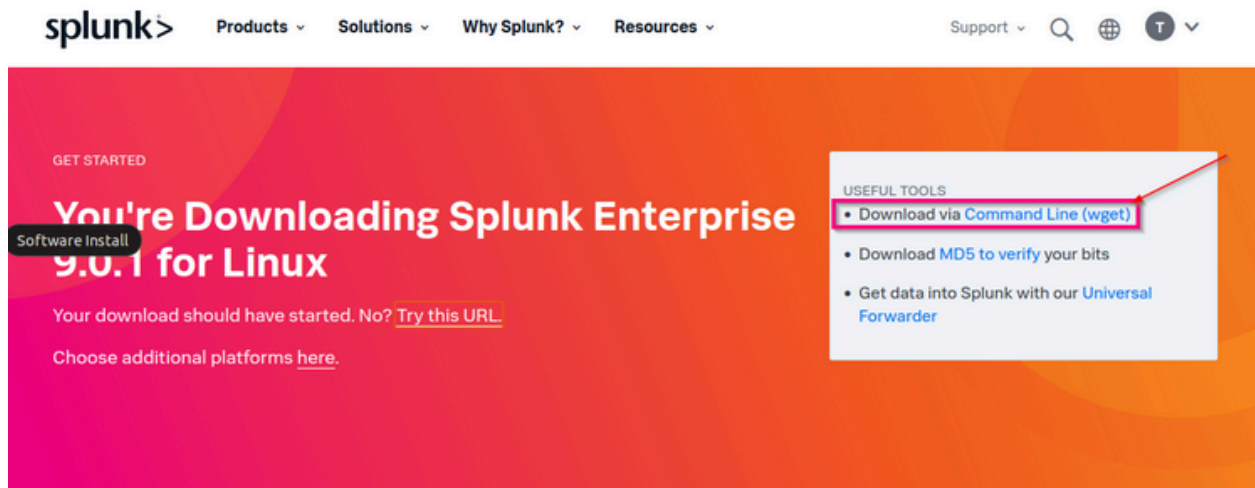 splunk>
Products
Solutions
Why Splunk?
Resources
Support
T
GET STARTED
You're Downloading Splunk Enterprise
9.0.1 for Linux
Software Install
Your download should have started. No? Try this URL.
Choose additional platforms here.
USEFUL TOOLS
• Download via Command Line (wget)
• Download MD5 to verify your bits
• Get data into Splunk with our Universal
Forwarder